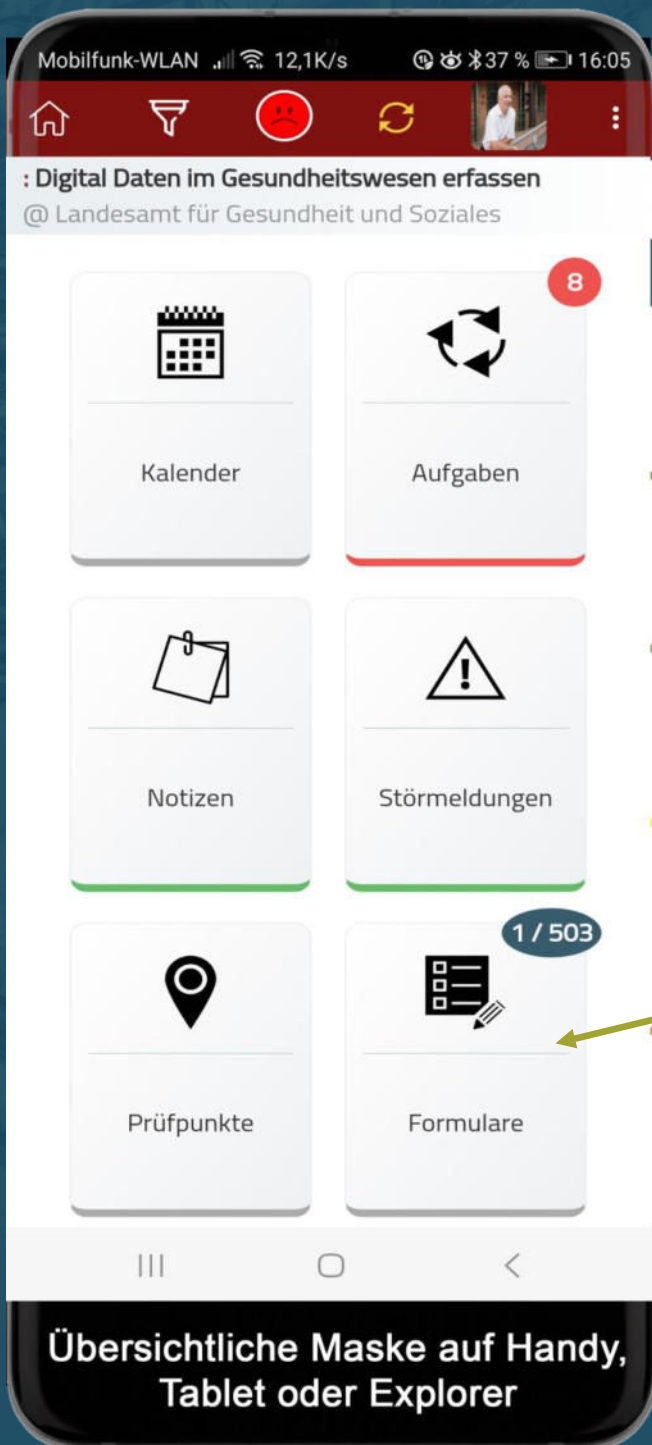 Mobilfunk-WLAN 12,1K/s 37 % 16:05
: Digital Daten im Gesundheitswesen erfassen
@ Landesamt für Gesundheit und Soziales
8
Kalender Aufgaben
Notizen Störmeldungen
1 / 503
Prüfpunkte Formulare
Übersichtliche Maske auf Handy,
Tablet oder Explorer